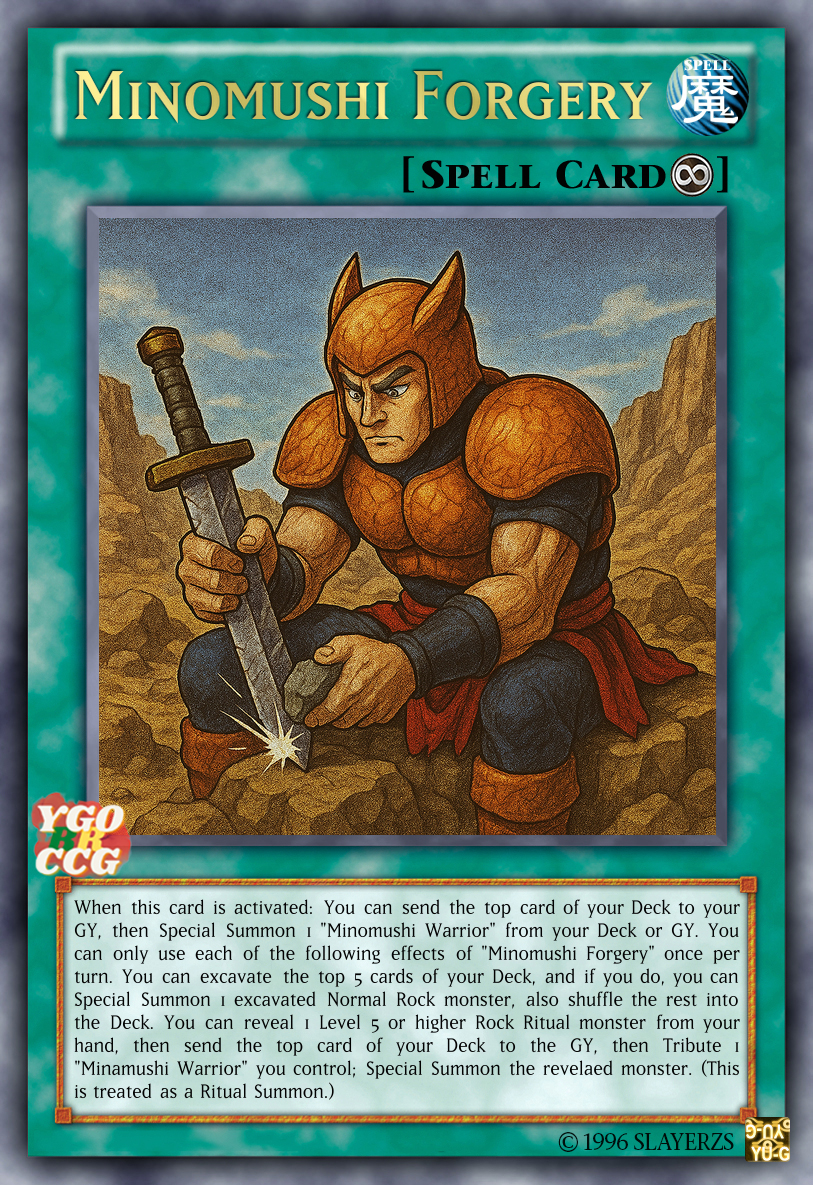 MINOMUSHI FORGERY
SPELL
魔
[SPELL CARD]
YGO
RR
CCG
When this card is activated: You can send the top card of your Deck to your
GY, then Special Summon 1 "Minomushi Warrior" from your Deck or GY. You
can only use each of the following effects of "Minomushi Forgery" once per
turn. You can excavate the top 5 cards of your Deck, and if you do, you can
Special Summon 1 excavated Normal Rock monster, also shuffle the rest into
the Deck. You can reveal 1 Level 5 or higher Rock Ritual monster from your
hand, then send the top card of your Deck to the GY, then Tribute 1
"Minamushi Warrior" you control; Special Summon the revelaed monster. (This
is treated as a Ritual Summon.)
© 1996 SLAYERZS
YU-G